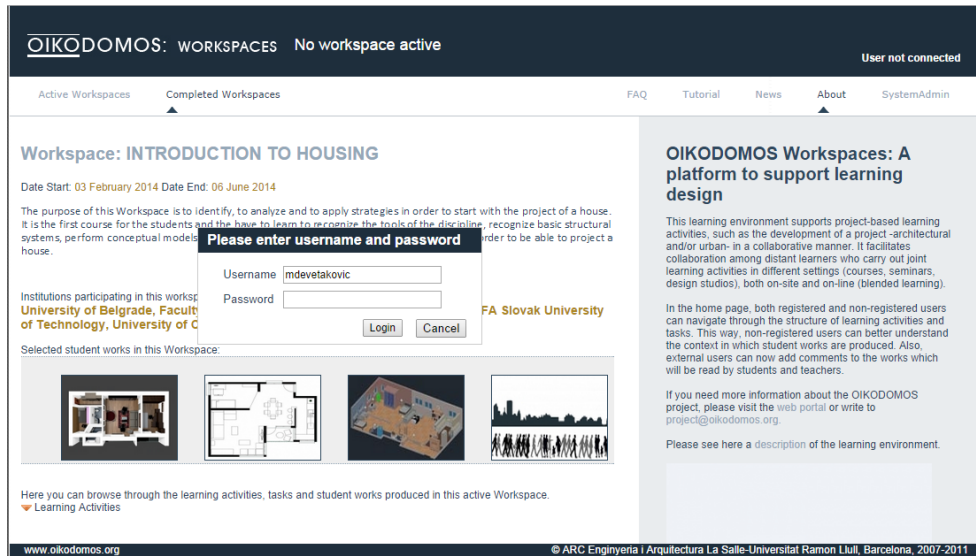 OIKODOMOS: WORKSPACES No workspace active
User not connected
Active Workspaces Completed Workspaces FAQ Tutorial News About SystemAdmin
Workspace: INTRODUCTION TO HOUSING
Date Start: 03 February 2014 Date End: 06 June 2014
The purpose of this Workspace is to identify, to analyze and to apply strategies in order to start with the project of a house.
It is the first course for the students and the have to learn to recognize the tools of the discipline, recognize basic structural
systems, perform conceptual models order to be able to project a
house.
Please enter username and password
Username mdevetakovic
Password
Login Cancel
Institutions participating in this
University of Belgrade, FA Slovak University
of Technology, University of
Selected student works in this Workspace:
Here you can browse through the learning activities, tasks and student works produced in this active Workspace.
Learning Activities
OIKODOMOS Workspaces: A
platform to support learning
design
This learning environment supports project-based learning
activities, such as the development of a project -architectural
and/or urban- in a collaborative manner. It facilitates
collaboration among distant learners who carry out joint
learning activities in different settings (courses, seminars,
design studios), both on-site and on-line (blended learning).
In the home page, both registered and non-registered users
can navigate through the structure of learning activities and
tasks. This way, non-registered users can better understand
the context in which student works are produced. Also,
external users can now add comments to the works which
will be read by students and teachers.
If you need more information about the OIKODOMOS
project, please visit the web portal or write to
project@oikodomos.org.
Please see here a description of the learning environment.
www.oikodomos.org © ARC Enginyeria i Arquitectura La Salle-Universitat Ramon Llull, Barcelona, 2007-2011